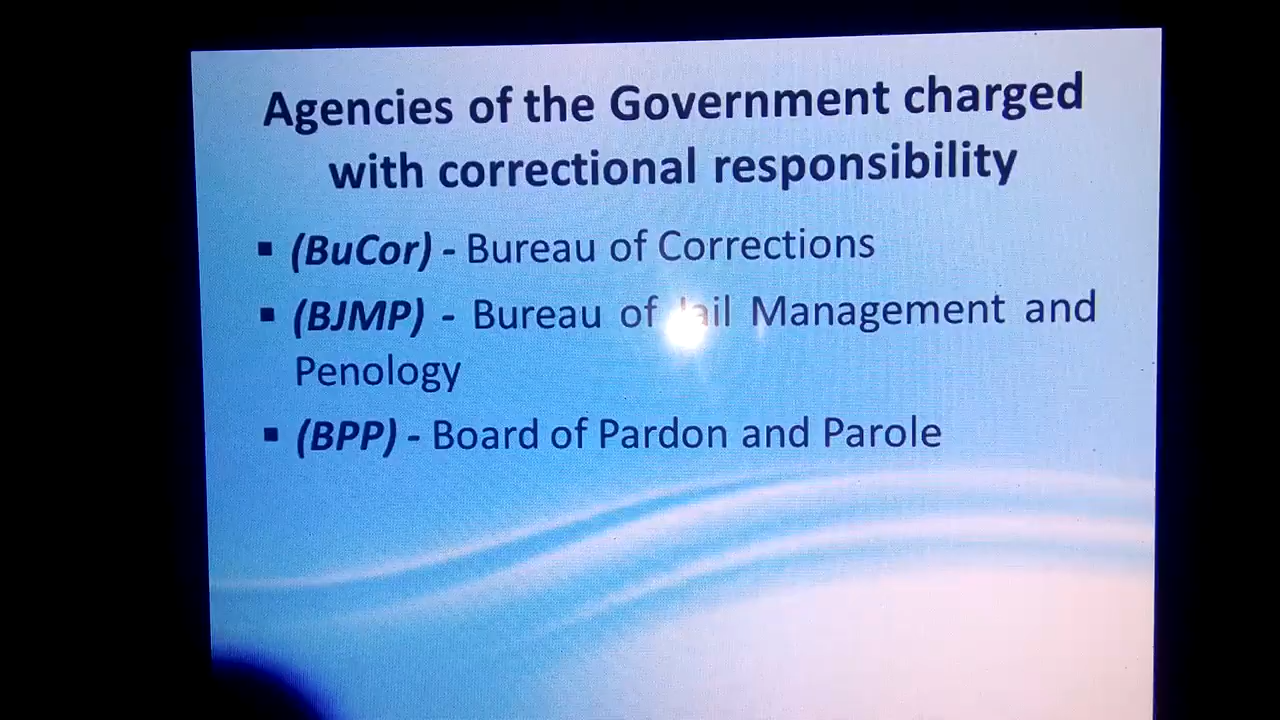 Agencies of the Government charged
with correctional responsibility
▪ (BuCor) - Bureau of Corrections
▪ (BJMP) - Bureau of Jail Management and
Penology
▪ (BPP) - Board of Pardon and Parole